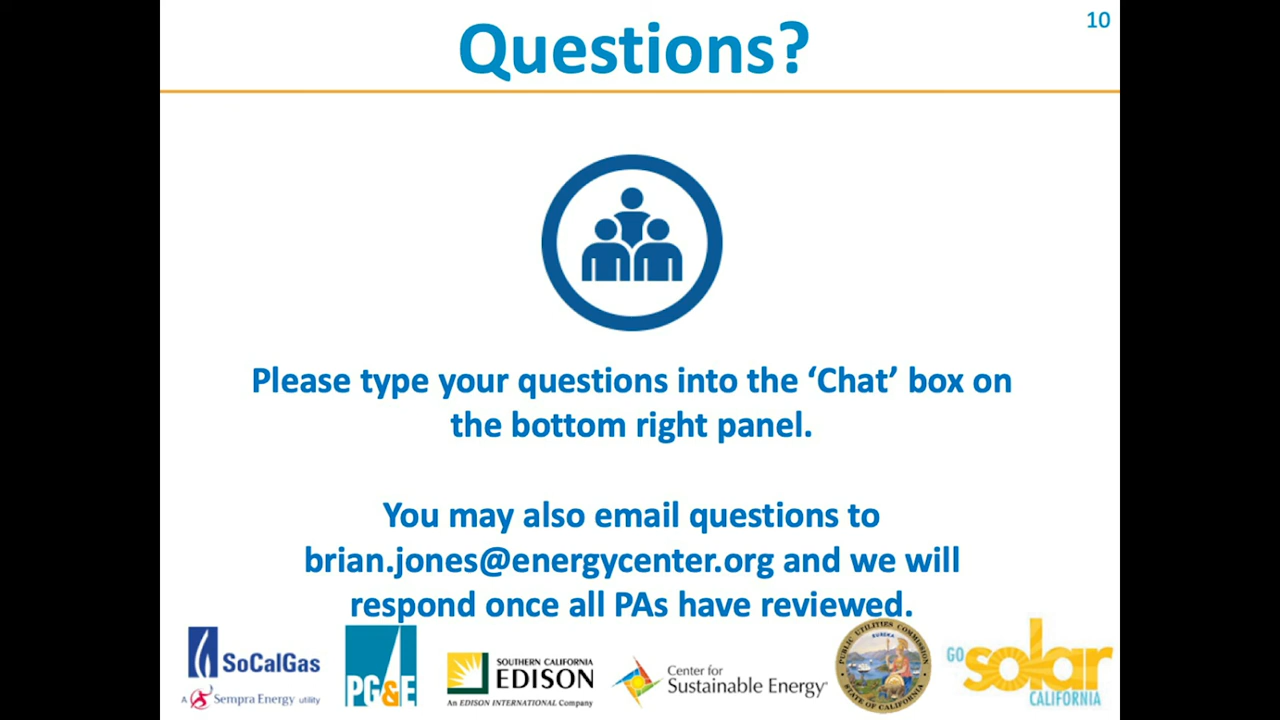 10
Questions?
Please type your questions into the ‘Chat’ box on
the bottom right panel.
You may also email questions to
brian.jones@energycenter.org and we will
respond once all PAs have reviewed.
SoCalGas
A Sempra Energy utility
PG&E
SOUTHERN CALIFORNIA
EDISON
An EDISON INTERNATIONAL Company
Center for
Sustainable Energy
PUBLIC UTILITIES COMMISSION
EUREKA
STATE OF CALIFORNIA
GO
solar
CALIFORNIA